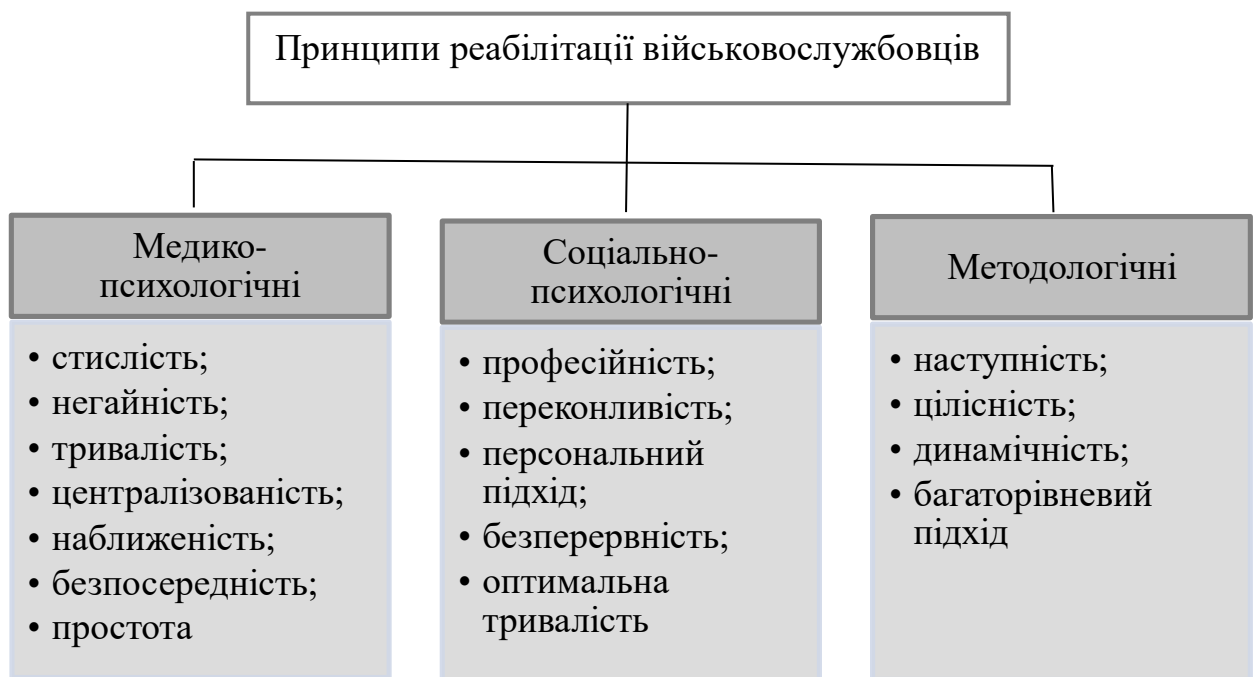 Принципи реабілітації військовослужбовців
Медико-
психологічні
• стислість;
• негайність;
• тривалість;
• централізованість;
• наближеність;
• безпосередність;
• простота
Соціально-
психологічні
• професійність;
• переконливість;
• персональний
підхід;
• безперервність;
• оптимальна
тривалість
Методологічні
• наступність;
• цілісність;
• динамічність;
• багаторівневий
підхід